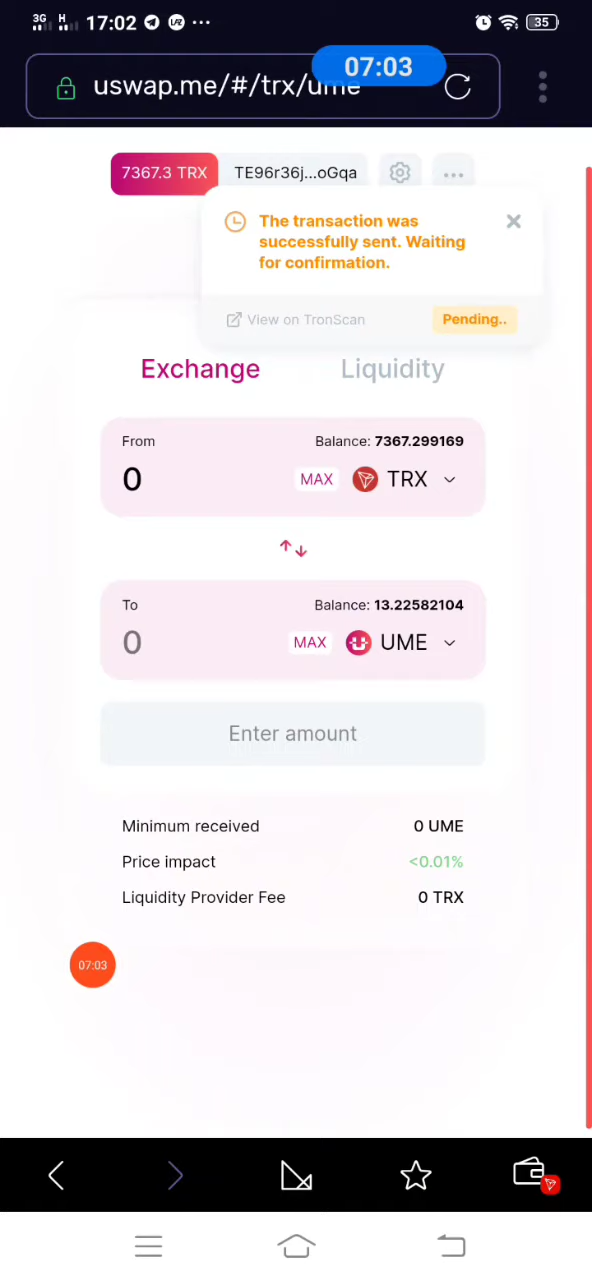 3G H 17:02 ...
35
07:03
uswap.me/#/trx/ume
7367.3 TRX TE96r36j...oGqa ...
The transaction was
successfully sent. Waiting
for confirmation.
View on TronScan Pending..
Exchange Liquidity
From Balance: 7367.299169
0 MAX TRX
To Balance: 13.22582104
0 MAX UME
Enter amount
Minimum received 0 UME
Price impact <0.01%
Liquidity Provider Fee 0 TRX
07:03